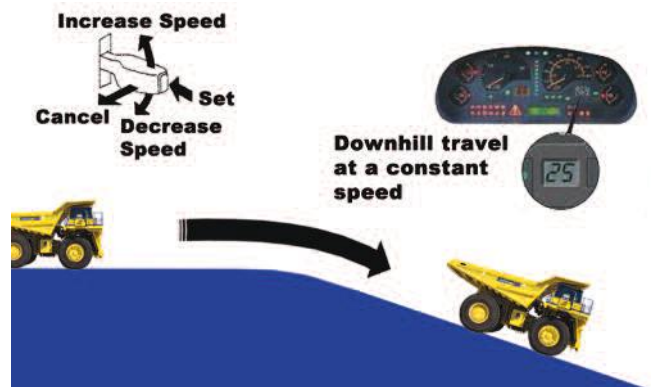 Increase Speed
Set
Cancel
Decrease
Speed
Downhill travel
at a constant
speed
25